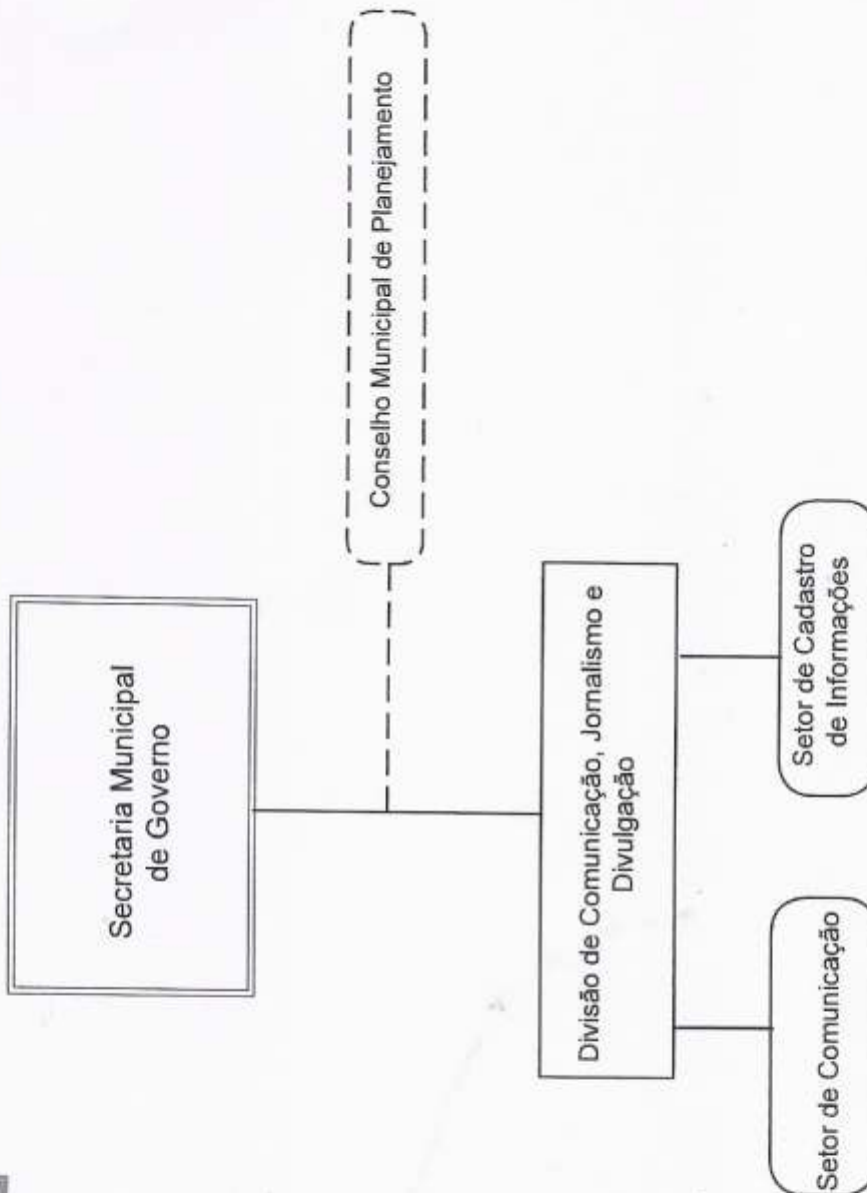 Secretaria Municipal
de Governo
Conselho Municipal de Planejamento
Divisão de Comunicação, Jornalismo e
Divulgação
Setor de Comunicação
Setor de Cadastro
de Informações